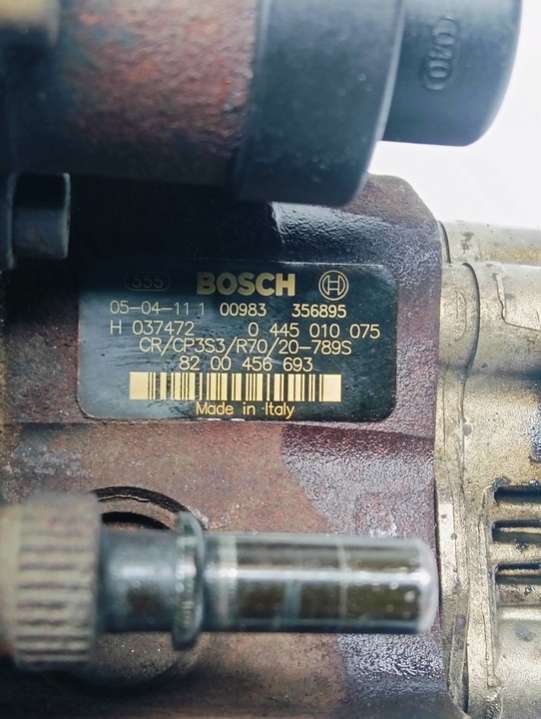 555 BOSCH H
05-04-11 1 00983 356895
H 037472 0 445 010 075
CR/CP3S3/R70/20-789S
82 00 456 693
Made in Italy